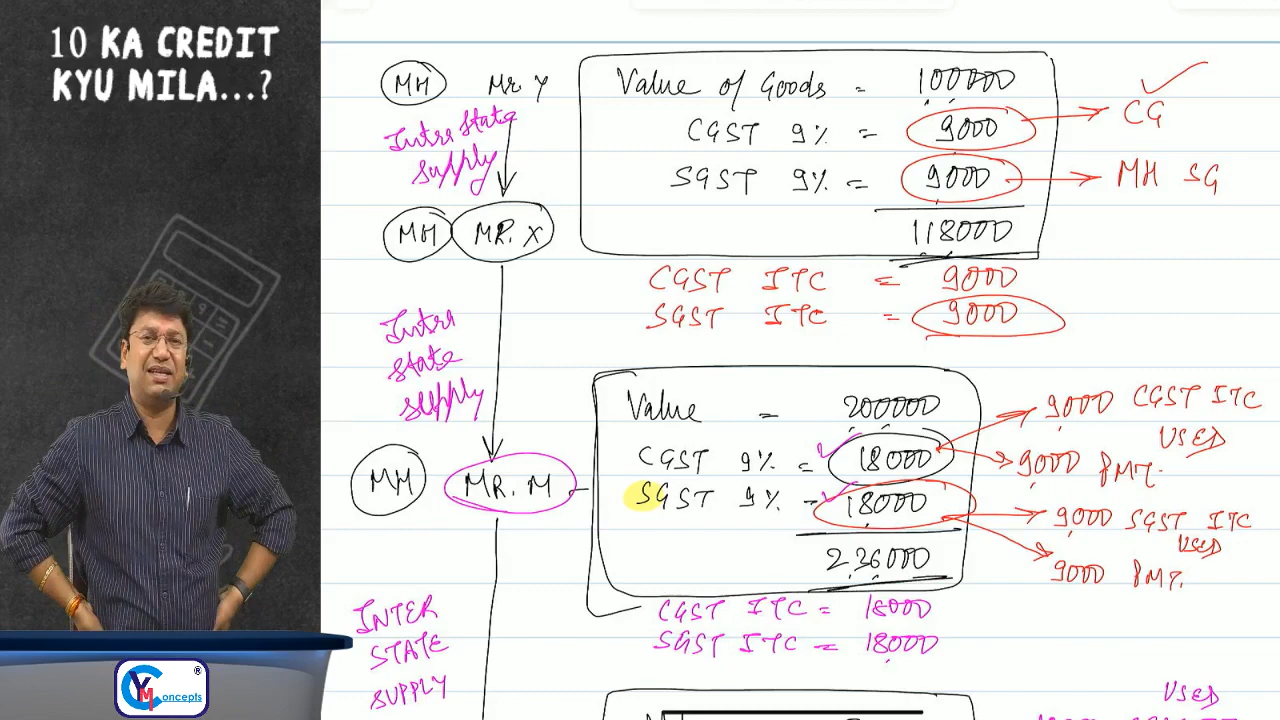 10 KA CREDIT
KYU MILA...?
MH Mr Y
Intra State
Supply
Value of Goods = 100000
CGST 9% = 9000 → CG
SGST 9% = 9000 → MH SG
118000
MH MR. X
CGST ITC = 9000
SGST ITC = 9000
Intra
State
Supply
Value = 200000
CGST 9% = 18000
9000 CGST ITC
USED
9000 PMT.
MH MR. M
SGST 9% = 18000
9000 SGST ITC
USED
9000 PMT.
236000
CGST ITC = 18000
SGST ITC = 18000
INTER
STATE
SUPPLY
USED
CYM
Concepts
®